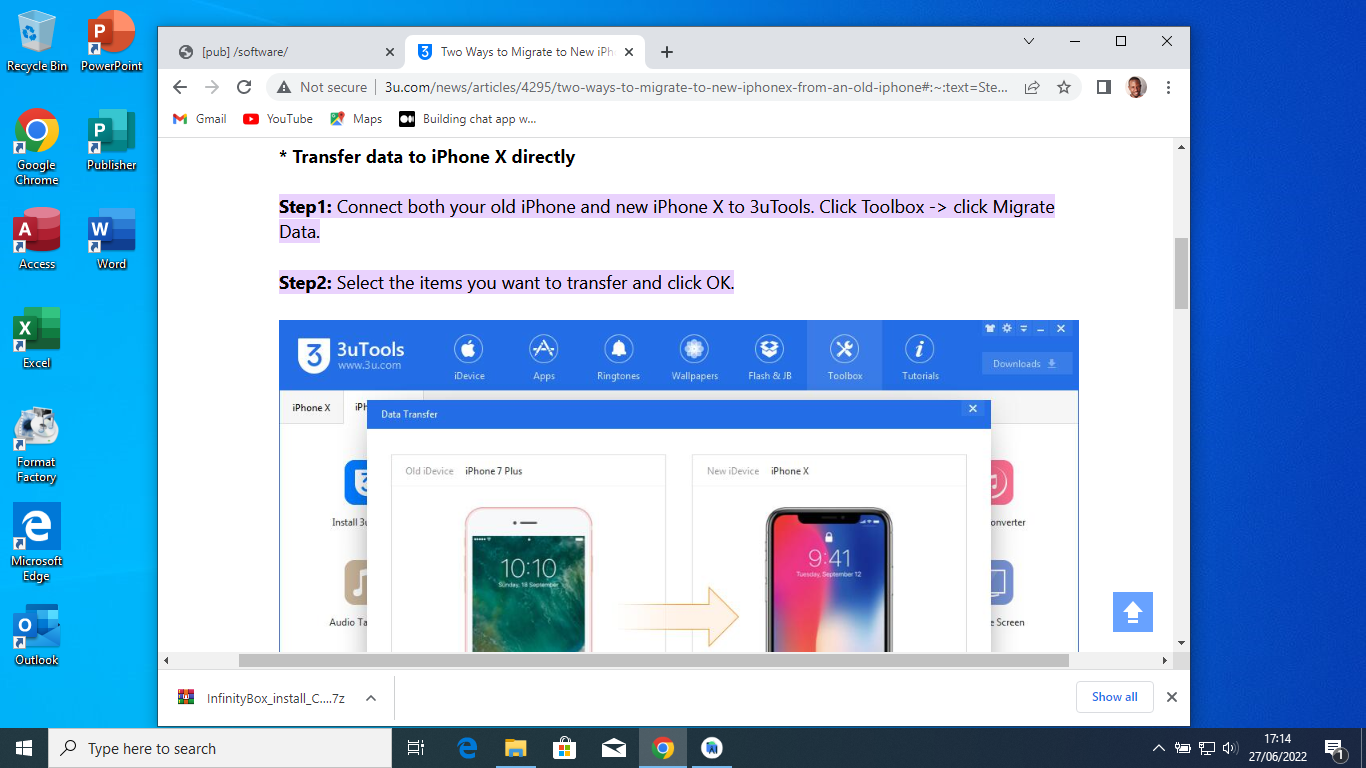 Recycle Bin
PowerPoint
Google Chrome
Publisher
Access
Word
Excel
Format Factory
Microsoft Edge
Outlook
[pub] /software/
Two Ways to Migrate to New iPh
Not secure
3u.com/news/articles/4295/two-ways-to-migrate-to-new-iphonex-from-an-old-iphone#:~:text=Ste...
Gmail
YouTube
Maps
Building chat app w...
* Transfer data to iPhone X directly
Step1: Connect both your old iPhone and new iPhone X to 3uTools. Click Toolbox -> click Migrate
Data.
Step2: Select the items you want to transfer and click OK.
3uTools
www.3u.com
iDevice
Apps
Ringtones
Wallpapers
Flash & JB
Toolbox
Tutorials
Downloads
iPhone X
iPh
Data Transfer
Old iDevice iPhone 7 Plus
New iDevice iPhone X
Install 3u
onverter
10:10
Sunday, 18 September
9:41
Tuesday, September 12
Audio Ta
e Screen
InfinityBox_install_C....7z
Show all
Type here to search
17:14
27/06/2022
1